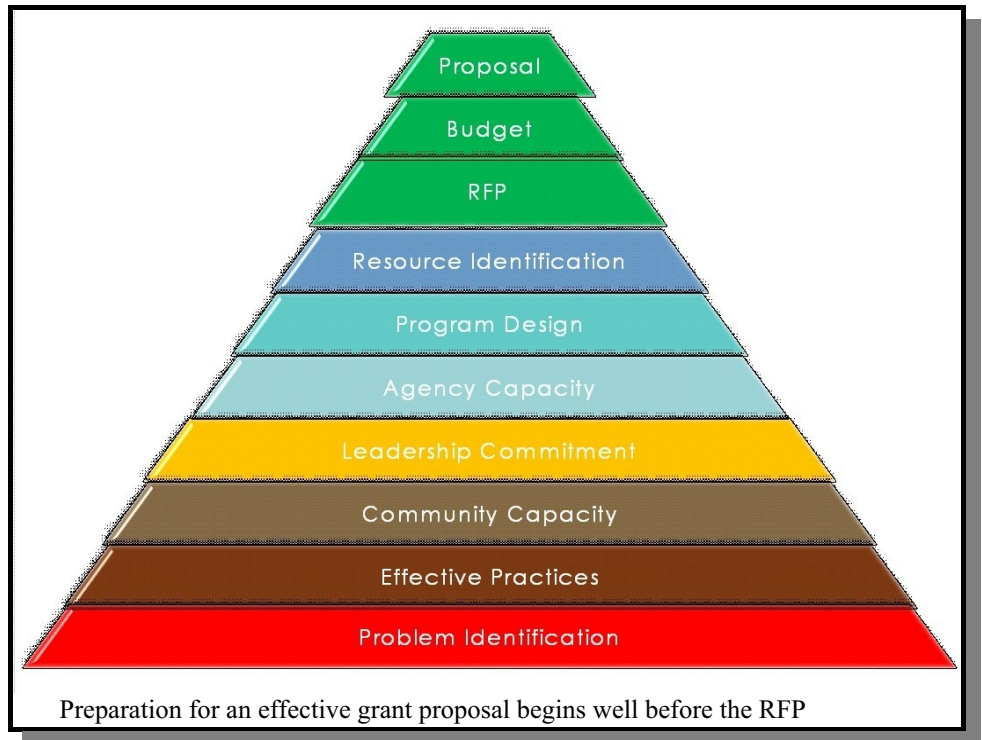 Proposal
Budget
RFP
Resource Identification
Program Design
Agency Capacity
Leadership Commitment
Community Capacity
Effective Practices
Problem Identification
Preparation for an effective grant proposal begins well before the RFP